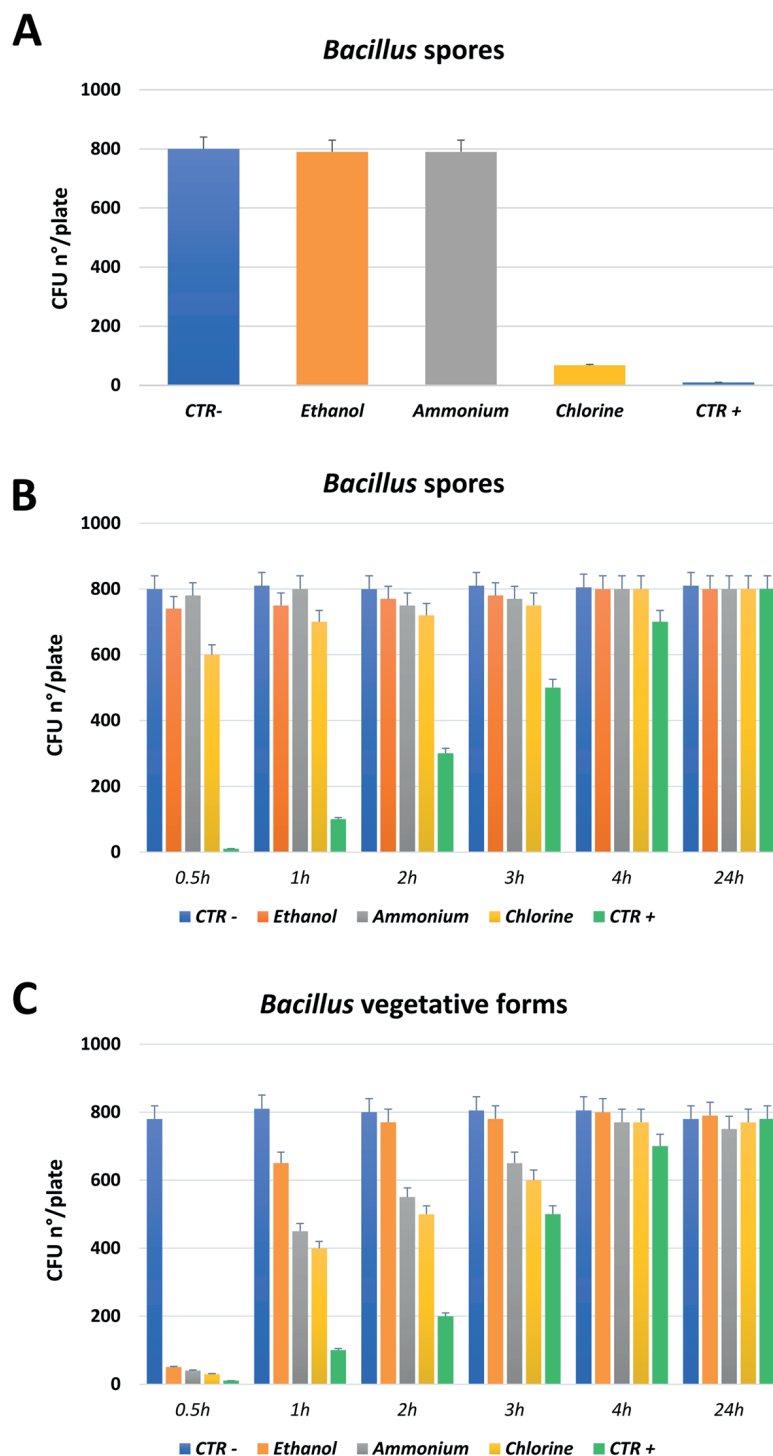 A
Bacillus spores
1000
800
600
400
200
0
CFU n°/plate
CTR- Ethanol Ammonium Chlorine CTR +
B
Bacillus spores
1000
800
600
400
200
0
CFU n°/plate
0.5h 1h 2h 3h 4h 24h
CTR - Ethanol Ammonium Chlorine CTR +
C
Bacillus vegetative forms
1000
800
600
400
200
0
CFU n°/plate
0.5h 1h 2h 3h 4h 24h
CTR - Ethanol Ammonium Chlorine CTR +